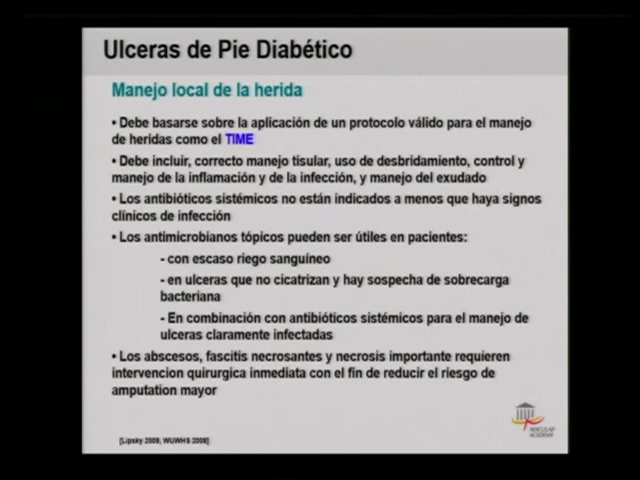 Ulceras de Pie Diabético
Manejo local de la herida
• Debe basarse sobre la aplicación de un protocolo válido para el manejo
de heridas como el TIME
• Debe incluir, correcto manejo tisular, uso de desbridamiento, control y
manejo de la inflamación y de la infección, y manejo del exudado
• Los antibióticos sistémicos no están indicados a menos que haya signos
clínicos de infección
• Los antimicrobianos tópicos pueden ser útiles en pacientes:
- con escaso riego sanguíneo
- en ulceras que no cicatrizan y hay sospecha de sobrecarga
bacteriana
- En combinación con antibióticos sistémicos para el manejo de
ulceras claramente infectadas
• Los abscesos, fascitis necrosantes y necrosis importante requieren
intervencion quirurgica inmediata con el fin de reducir el riesgo de
amputation mayor
AESCULAP
ACADEMY
[Lipsky 2009, WUWHS 2008]